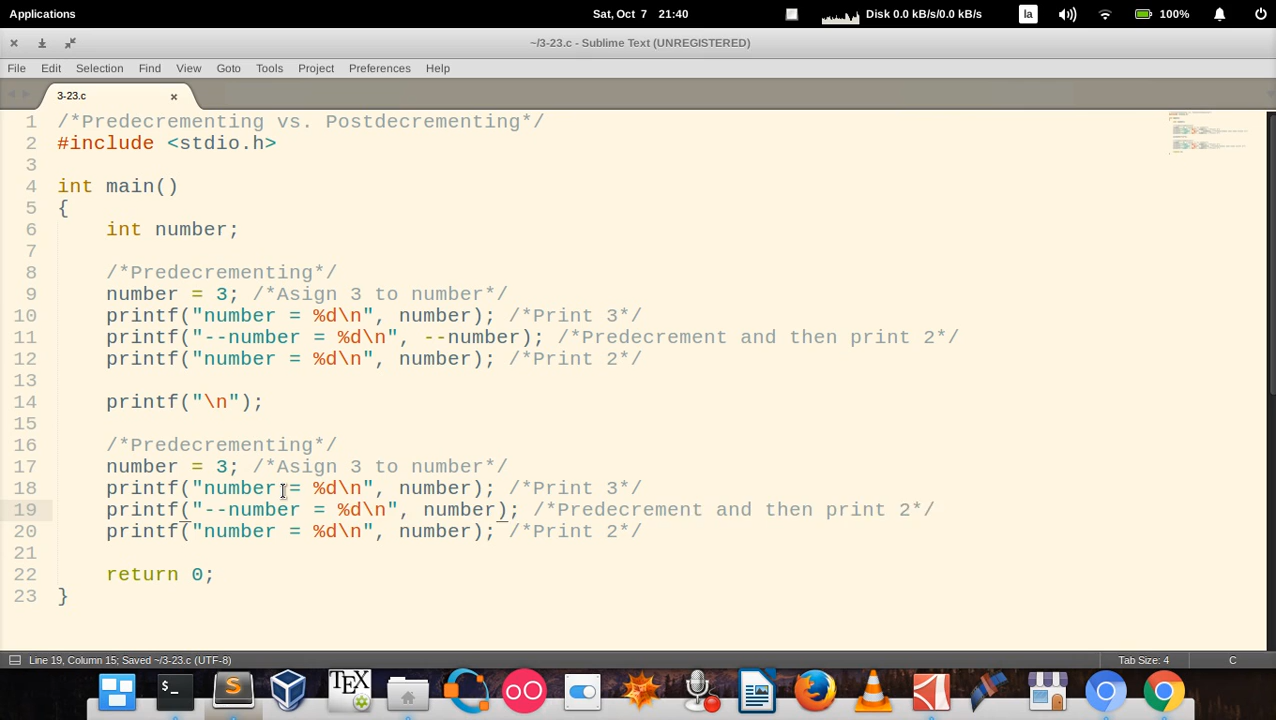 Applications
Sat, Oct 7 21:40
Disk 0.0 kB/s/0.0 kB/s
la
100%
~/3-23.c - Sublime Text (UNREGISTERED)
File Edit Selection Find View Goto Tools Project Preferences Help
3-23.c
1 /*Predecrementing vs. Postdecrementing*/
2 #include <stdio.h>
3
4 int main()
5 {
6 int number;
7
8 /*Predecrementing*/
9 number = 3; /*Asign 3 to number*/
10 printf("number = %d\n", number); /*Print 3*/
11 printf("--number = %d\n", --number); /*Predecrement and then print 2*/
12 printf("number = %d\n", number); /*Print 2*/
13
14 printf("\n");
15
16 /*Predecrementing*/
17 number = 3; /*Asign 3 to number*/
18 printf("number = %d\n", number); /*Print 3*/
19 printf("--number = %d\n", number); /*Predecrement and then print 2*/
20 printf("number = %d\n", number); /*Print 2*/
21
22 return 0;
23 }
Line 19, Column 15; Saved ~/3-23.c (UTF-8)
Tab Size: 4
C
TEX